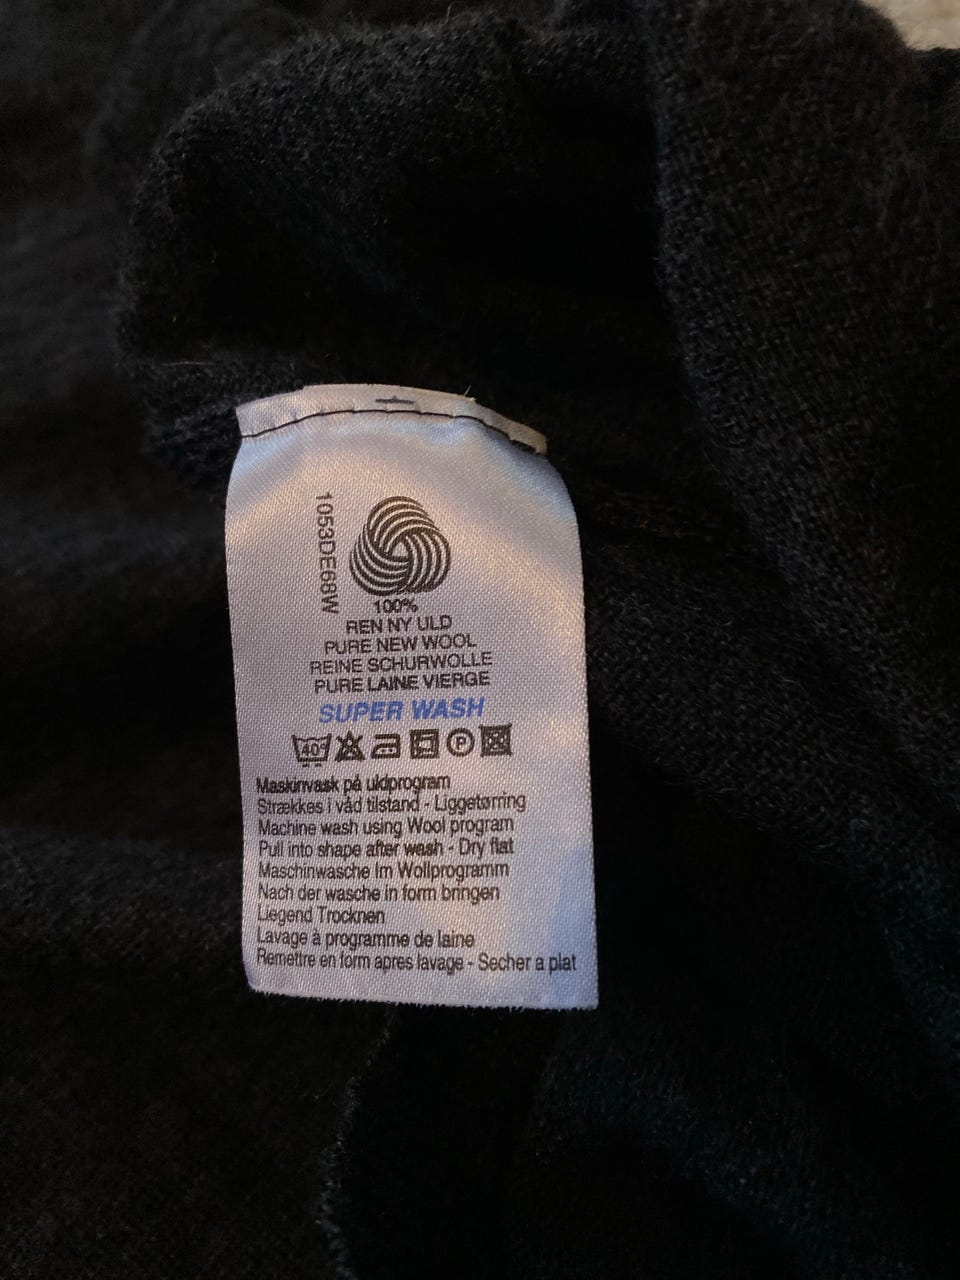 1053DE68W
100%
REN NY ULD
PURE NEW WOOL
REINE SCHURWOLLE
PURE LAINE VIERGE
SUPER WASH
40° P
Maskinvask på uldprogram
Strækkes i våd tilstand - Liggetørring
Machine wash using Wool program
Pull into shape after wash - Dry flat
Maschinwasche Im Wollprogramm
Nach der wasche in form bringen
Liegend Trocknen
Lavage à programme de laine
Remettre en form apres lavage - Secher a plat